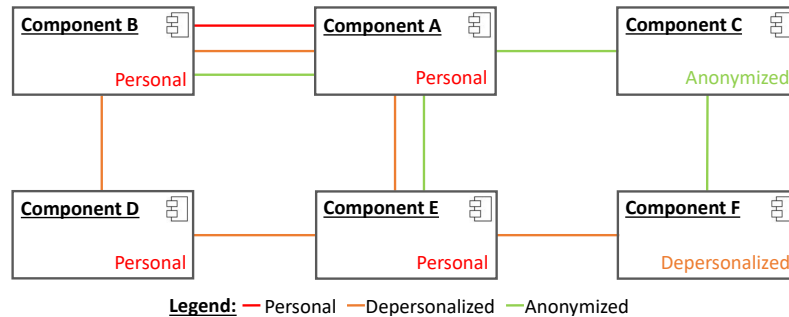 Component B
Personal
Component A
Personal
Component C
Anonymized
Component D
Personal
Component E
Personal
Component F
Depersonalized
Legend: Personal Depersonalized Anonymized